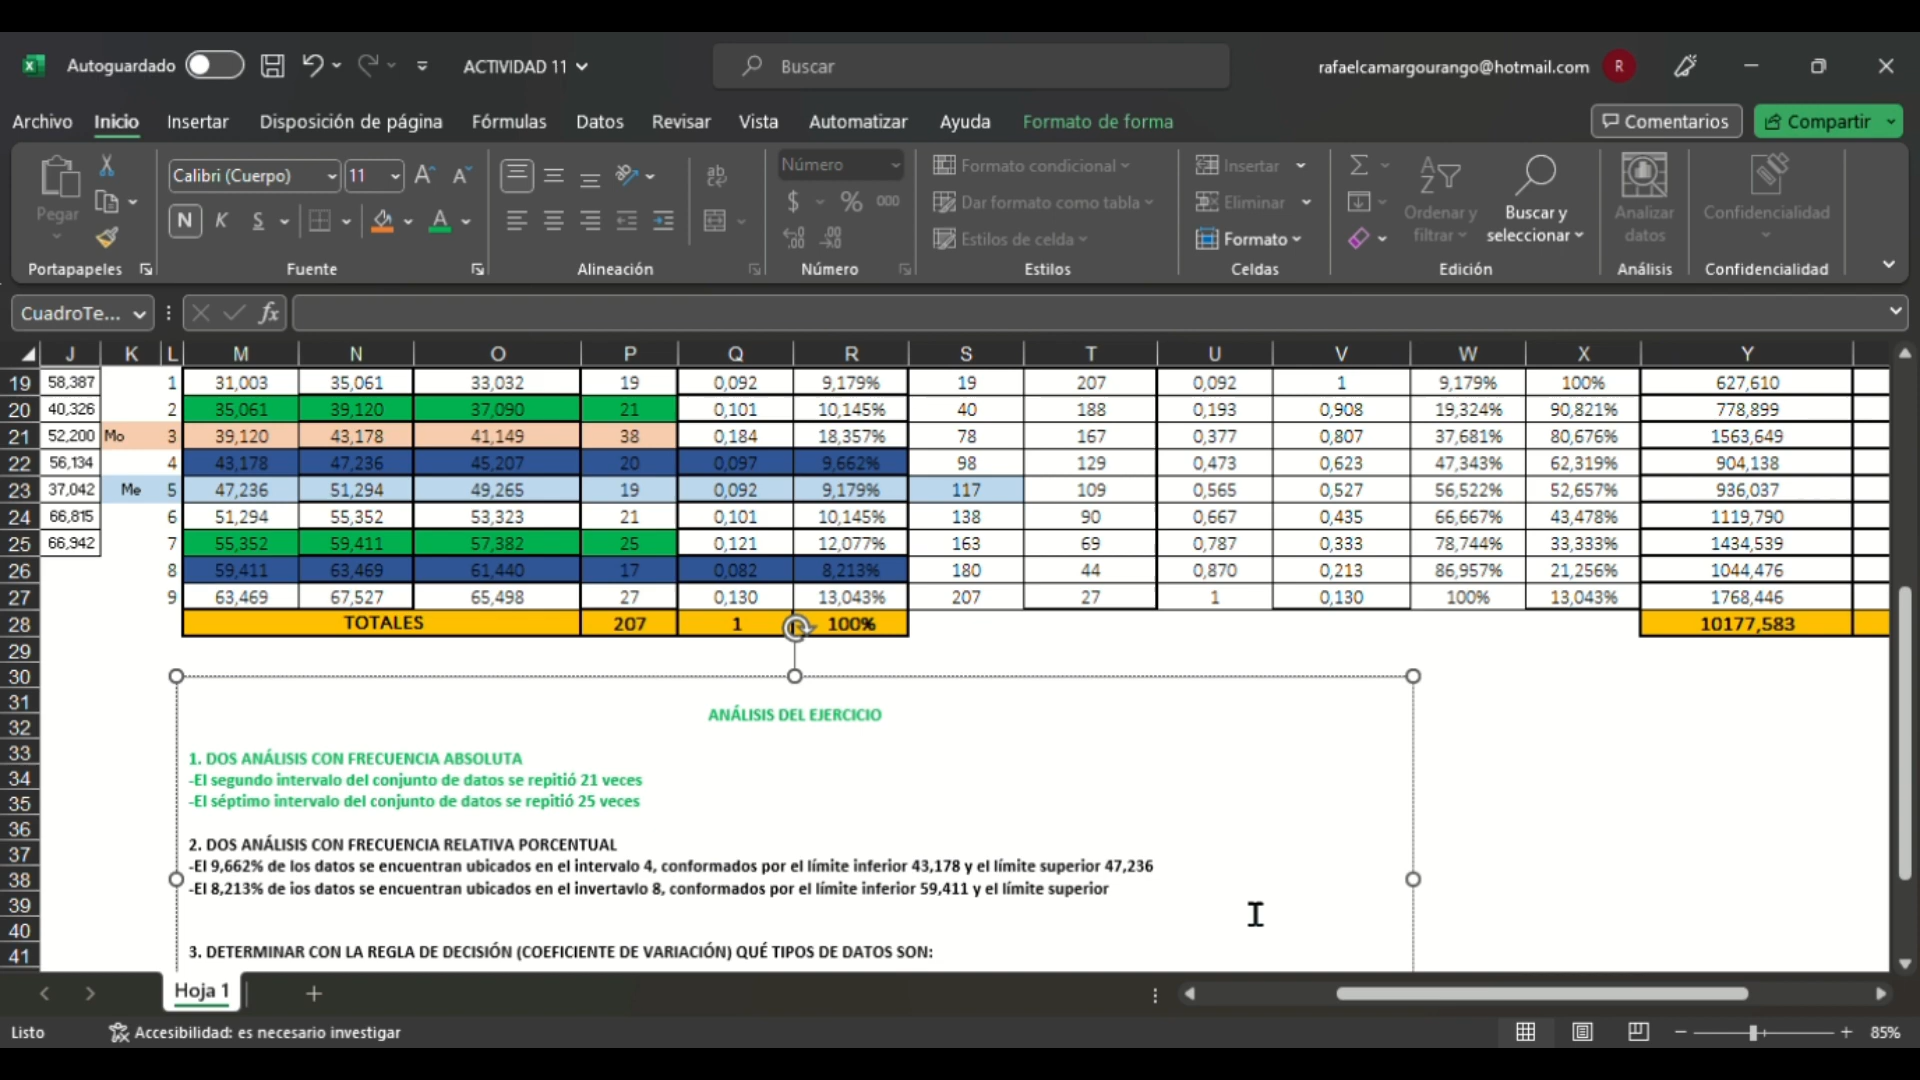 Autoguardado ACTIVIDAD 11 Buscar rafaelcamargourango@hotmail.com R
Archivo Inicio Insertar Disposición de página Fórmulas Datos Revisar Vista Automatizar Ayuda Formato de forma Comentarios Compartir
Pegar
Calibri (Cuerpo) 11 A A
N K S A
ab
Número
$ % 000
Formato condicional
Dar formato como tabla
Estilos de celda
Insertar
Eliminar
Formato
Ordenar y filtrar
Buscar y seleccionar
Analizar datos
Confidencialidad
Portapapeles Fuente Alineación Número Estilos Celdas Edición Análisis Confidencialidad
CuadroTe... fx
J K L M N O P Q R S T U V W X Y
19 58,387 1 31,003 35,061 33,032 19 0,092 9,179% 19 207 0,092 1 9,179% 100% 627,610
20 40,326 2 35,061 39,120 37,090 21 0,101 10,145% 40 188 0,193 0,908 19,324% 90,821% 778,899
21 52,200 Mo 3 39,120 43,178 41,149 38 0,184 18,357% 78 167 0,377 0,807 37,681% 80,676% 1563,649
22 56,134 4 43,178 47,236 45,207 20 0,097 9,662% 98 129 0,473 0,623 47,343% 62,319% 904,138
23 37,042 Me 5 47,236 51,294 49,265 19 0,092 9,179% 117 109 0,565 0,527 56,522% 52,657% 936,037
24 66,815 6 51,294 55,352 53,323 21 0,101 10,145% 138 90 0,667 0,435 66,667% 43,478% 1119,790
25 66,942 7 55,352 59,411 57,382 25 0,121 12,077% 163 69 0,787 0,333 78,744% 33,333% 1434,539
26 8 59,411 63,469 61,440 17 0,082 8,213% 180 44 0,870 0,213 86,957% 21,256% 1044,476
27 9 63,469 67,527 65,498 27 0,130 13,043% 207 27 1 0,130 100% 13,043% 1768,446
28 TOTALES 207 1 100% 10177,583
29
30
31
32 ANÁLISIS DEL EJERCICIO
33 1. DOS ANÁLISIS CON FRECUENCIA ABSOLUTA
34 -El segundo intervalo del conjunto de datos se repitió 21 veces
35 -El séptimo intervalo del conjunto de datos se repitió 25 veces
36
37 2. DOS ANÁLISIS CON FRECUENCIA RELATIVA PORCENTUAL
38 -El 9,662% de los datos se encuentran ubicados en el intervalo 4, conformados por el límite inferior 43,178 y el límite superior 47,236
39 -El 8,213% de ios datos se encuentran ubicados en el invertavlo 8, conformados por el límite inferior 59,411 y el límite superior
40
41 3. DETERMINAR CON LA REGLA DE DECISIÓN (COEFICIENTE DE VARIACIÓN) QUÉ TIPOS DE DATOS SON:
Hoja 1
Listo Accesibilidad: es necesario investigar 85%